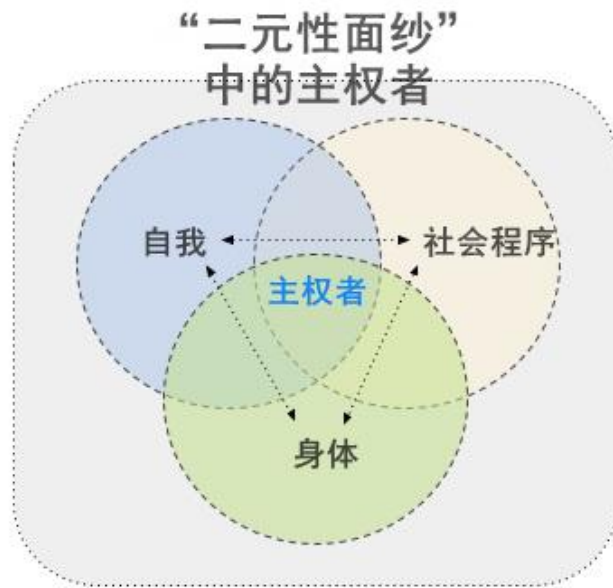 “二元性面纱”
中的主权者
自我
社会程序
主权者
身体